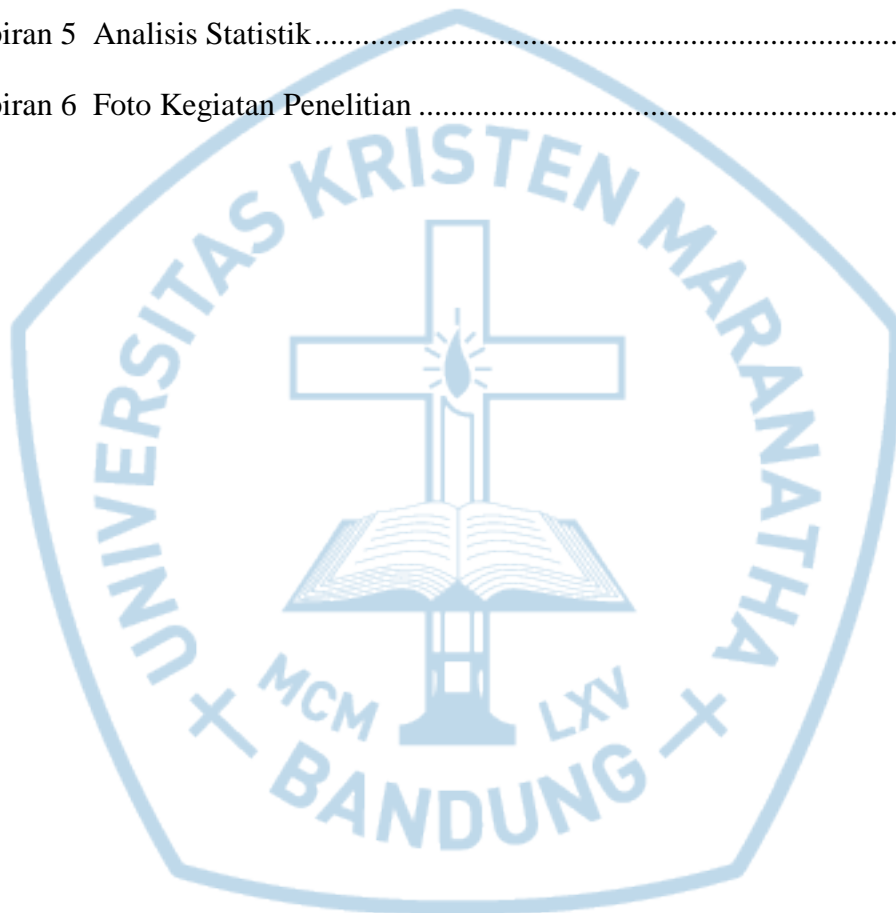 piran 5 Analisis Statistik.............................................................................
piran 6 Foto Kegiatan Penelitian ..................................................................
UNIVERSITAS KRISTEN MARANATHA
MCM LXV
BANDUNG